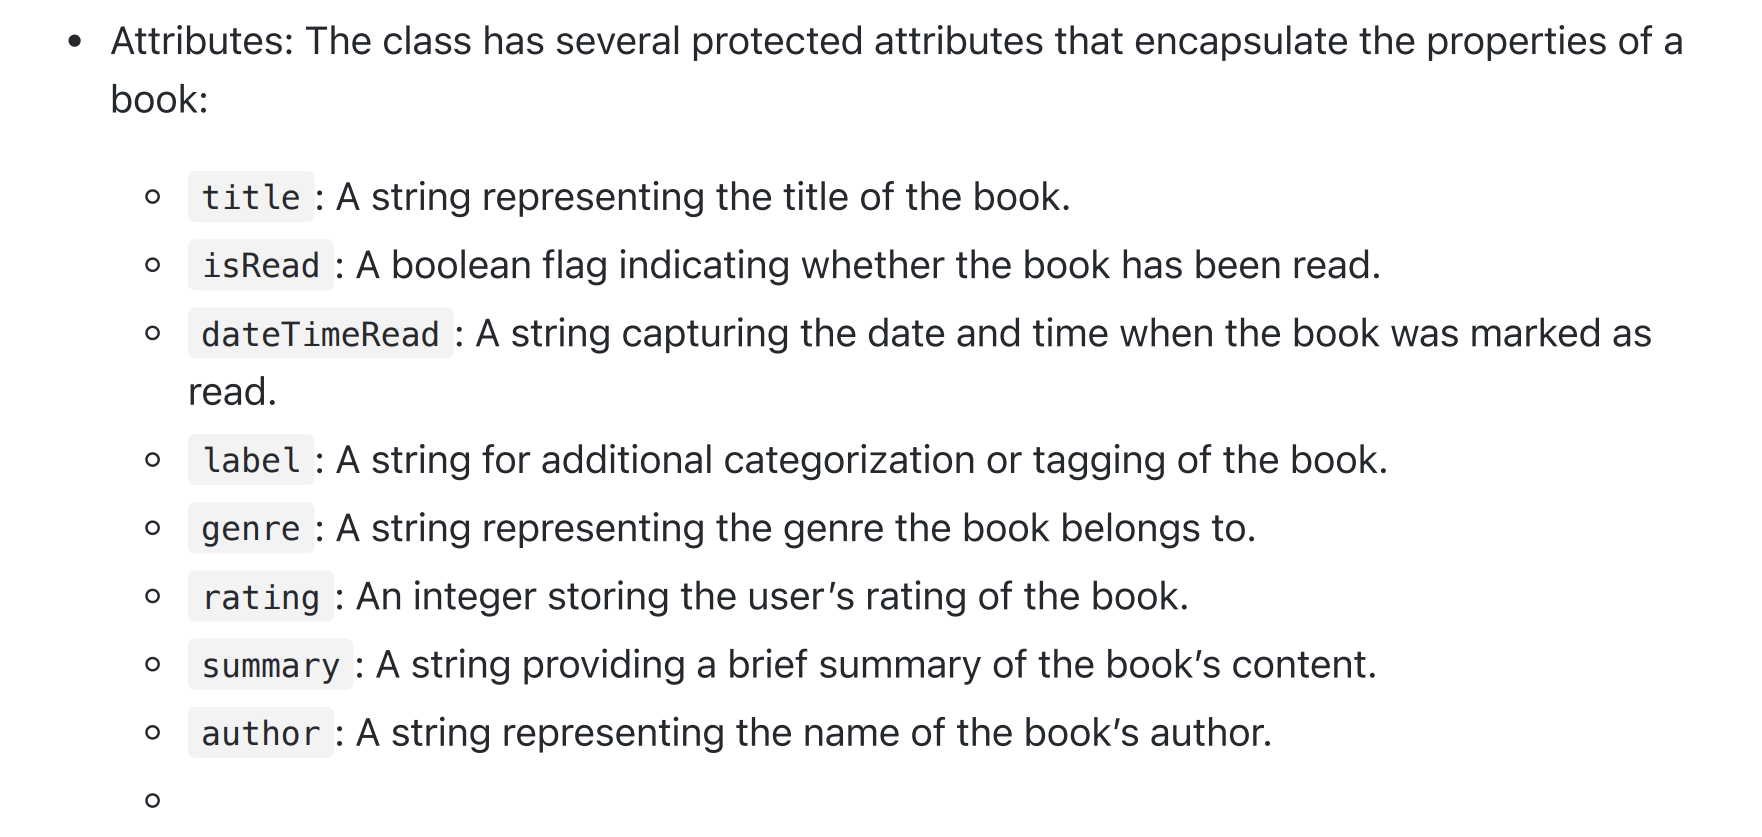 • Attributes: The class has several protected attributes that encapsulate the properties of a
book:
◦ title: A string representing the title of the book.
◦ isRead: A boolean flag indicating whether the book has been read.
◦ dateTimeRead: A string capturing the date and time when the book was marked as
read.
◦ label: A string for additional categorization or tagging of the book.
◦ genre: A string representing the genre the book belongs to.
◦ rating: An integer storing the user’s rating of the book.
◦ summary: A string providing a brief summary of the book’s content.
◦ author: A string representing the name of the book’s author.
◦